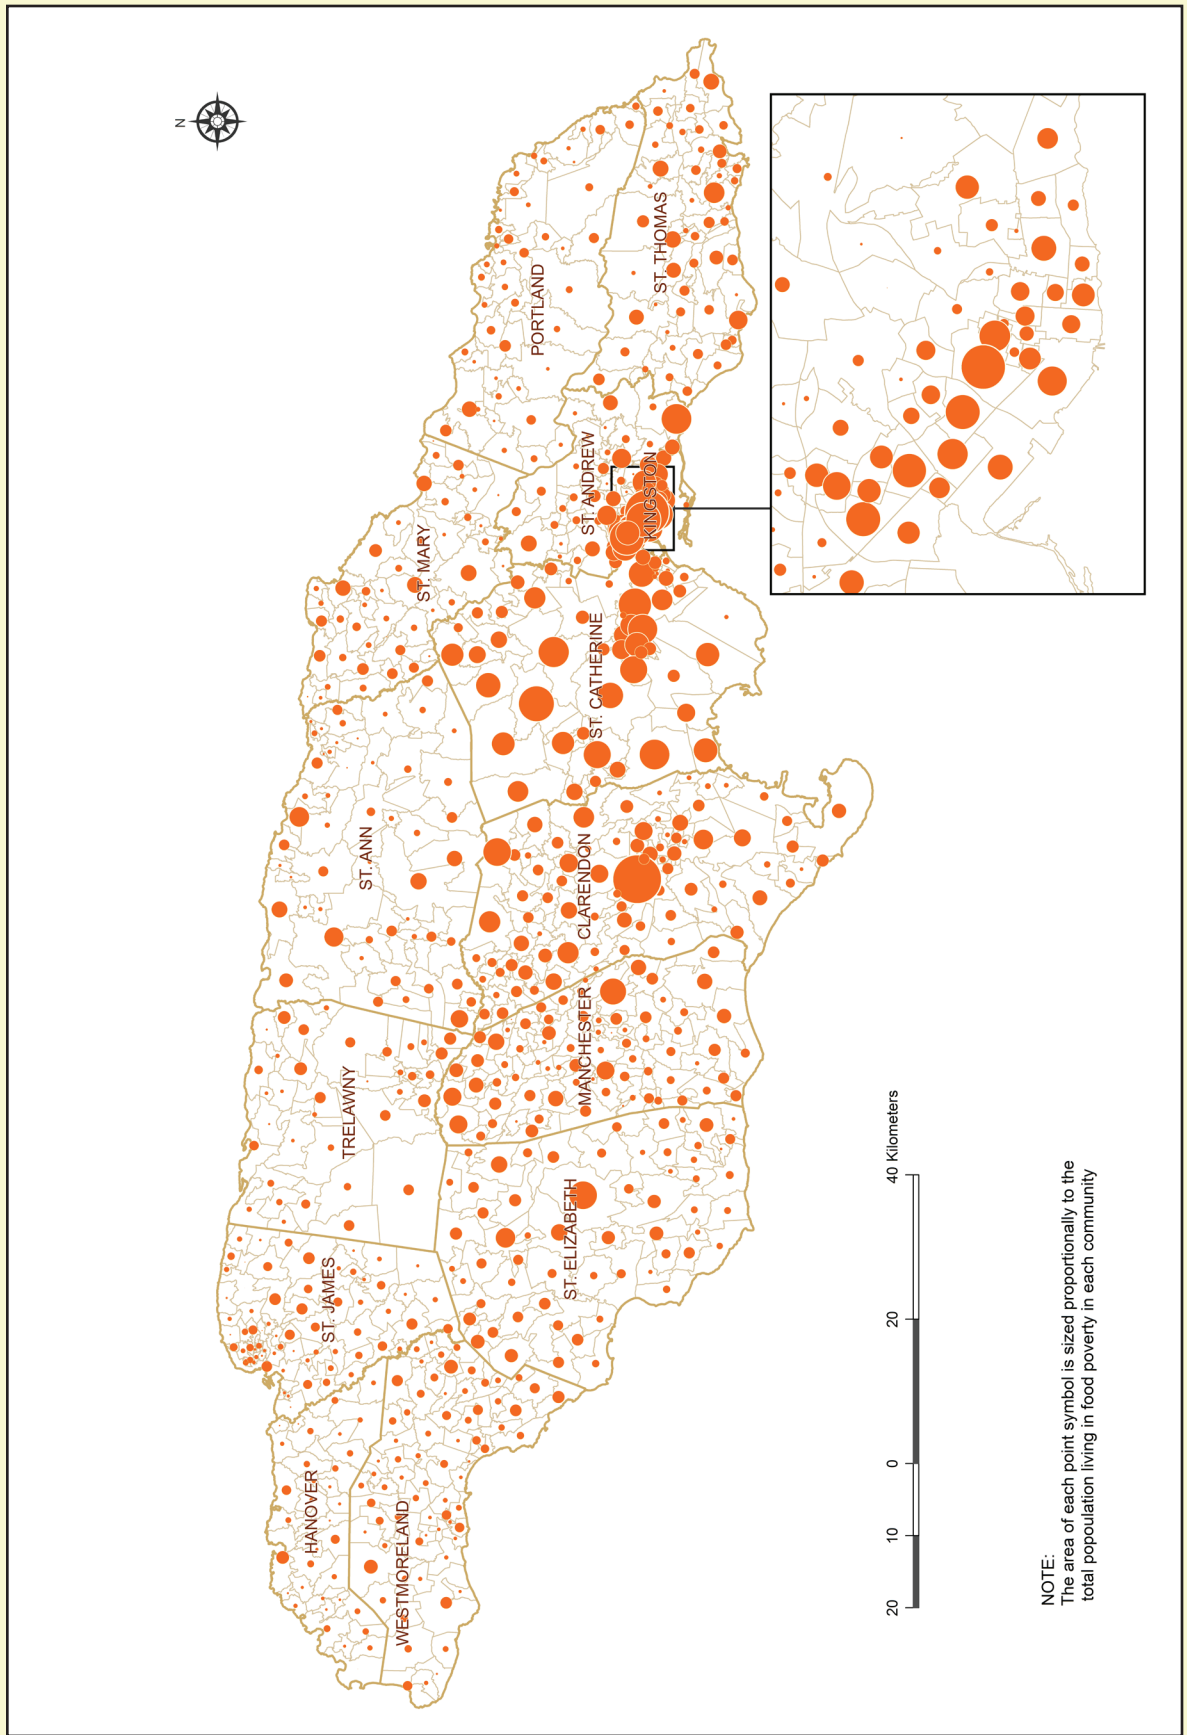 N
HANOVER
WESTMORELAND
ST. JAMES
TRELAWNY
ST. ELIZABETH
MANCHESTER
ST. ANN
CLARENDON
ST. MARY
ST. CATHERINE
ST. ANDREW
KINGSTON
PORTLAND
ST. THOMAS
20 10 0 20 40 Kilometers
NOTE:
The area of each point symbol is sized proportionally to the
total popoulation living in food poverty in each community